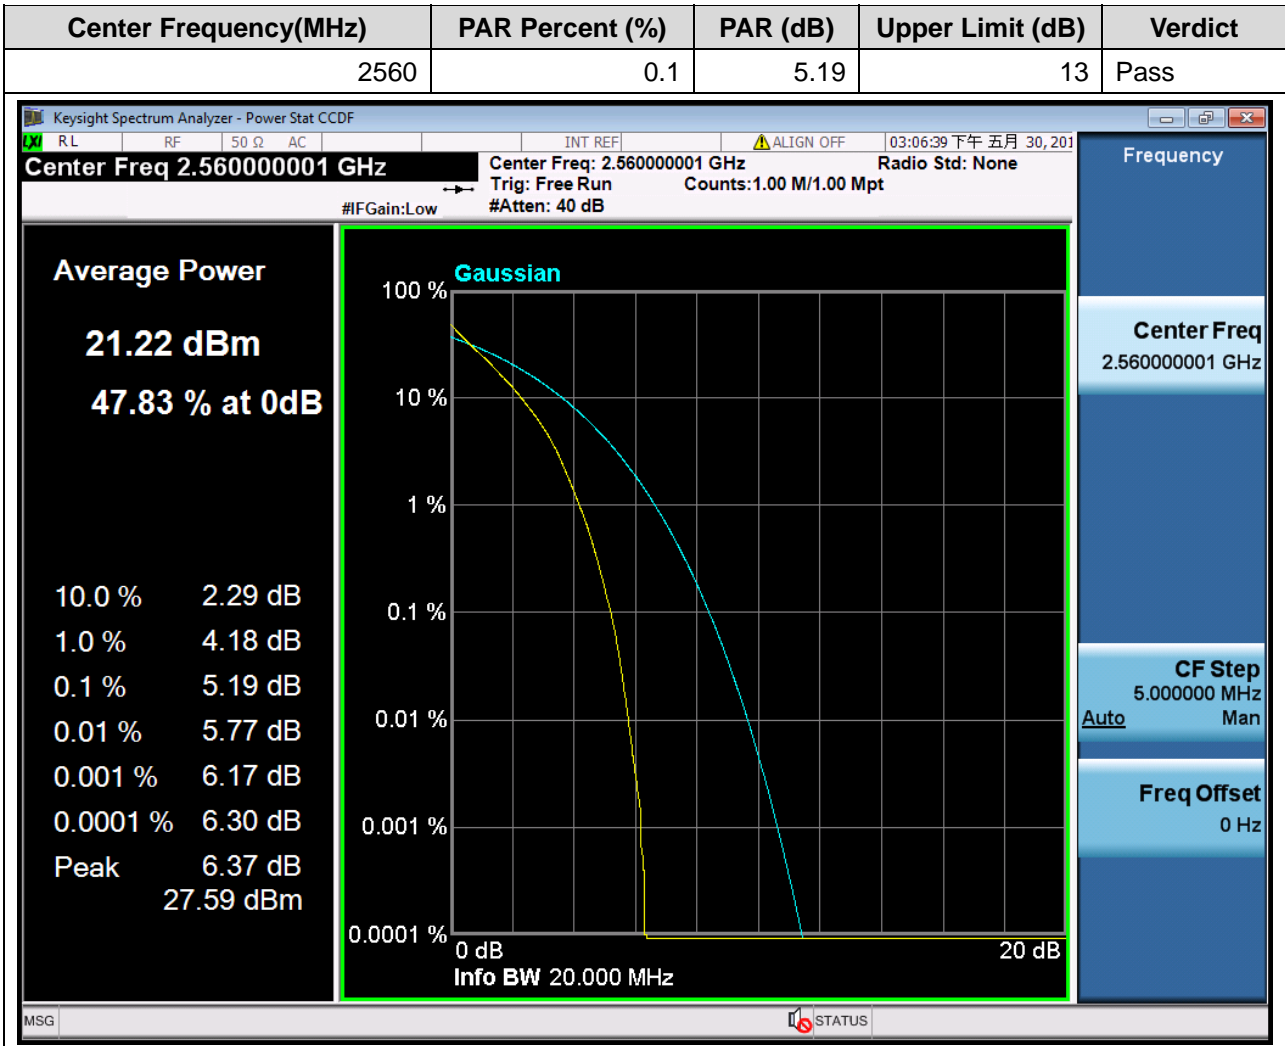 Center Frequency(MHz) PAR Percent (%) PAR (dB) Upper Limit (dB) Verdict
2560 0.1 5.19 13 Pass
Keysight Spectrum Analyzer - Power Stat CCDF
LXI RL RF 50 Ω AC INT REF ALIGN OFF 03:06:39 下午 五月 30, 201
Center Freq 2.560000001 GHz
Center Freq: 2.560000001 GHz Radio Std: None
Trig: Free Run Counts:1.00 M/1.00 Mpt
#IFGain:Low #Atten: 40 dB
Frequency
Average Power
21.22 dBm
47.83 % at 0dB
10.0 % 2.29 dB
1.0 % 4.18 dB
0.1 % 5.19 dB
0.01 % 5.77 dB
0.001 % 6.17 dB
0.0001 % 6.30 dB
Peak 6.37 dB
27.59 dBm
Gaussian
100 %
10 %
1 %
0.1 %
0.01 %
0.001 %
0.0001 %
0 dB 20 dB
Info BW 20.000 MHz
Center Freq
2.560000001 GHz
CF Step
5.000000 MHz
Auto Man
Freq Offset
0 Hz
MSG STATUS